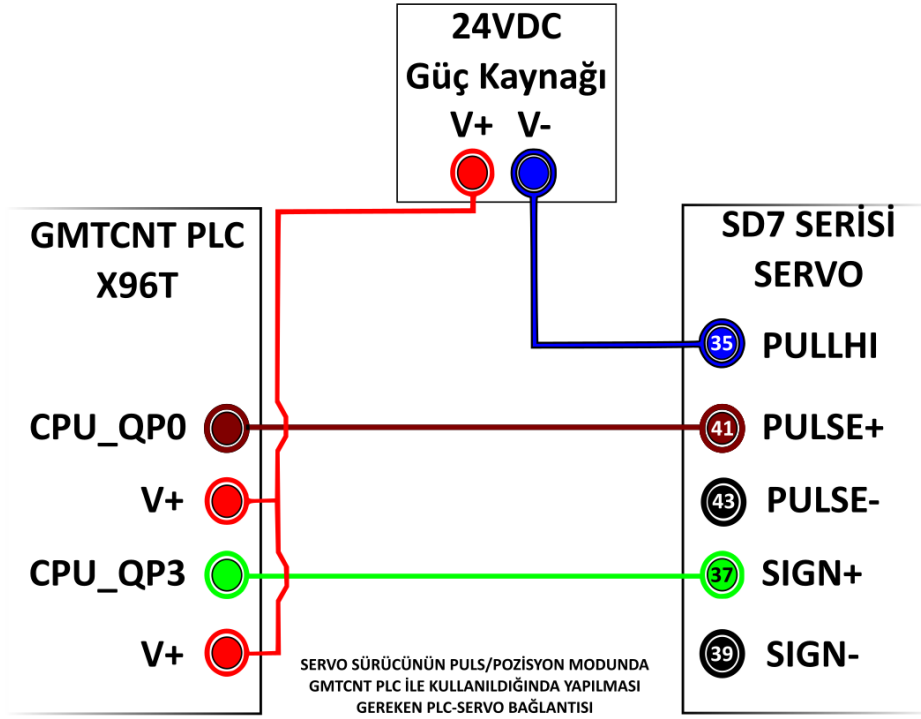 24VDC
Güç Kaynağı
V+ V-
GMTCNT PLC
X96T
SD7 SERİSİ
SERVO
35 PULLHI
CPU_QP0
41 PULSE+
V+
43 PULSE-
CPU_QP3
37 SIGN+
V+
39 SIGN-
SERVO SÜRÜCÜNÜN PULS/POZİSYON MODUNDA
GMTCNT PLC İLE KULLANILDIĞINDA YAPILMASI
GEREKEN PLC-SERVO BAĞLANTISI